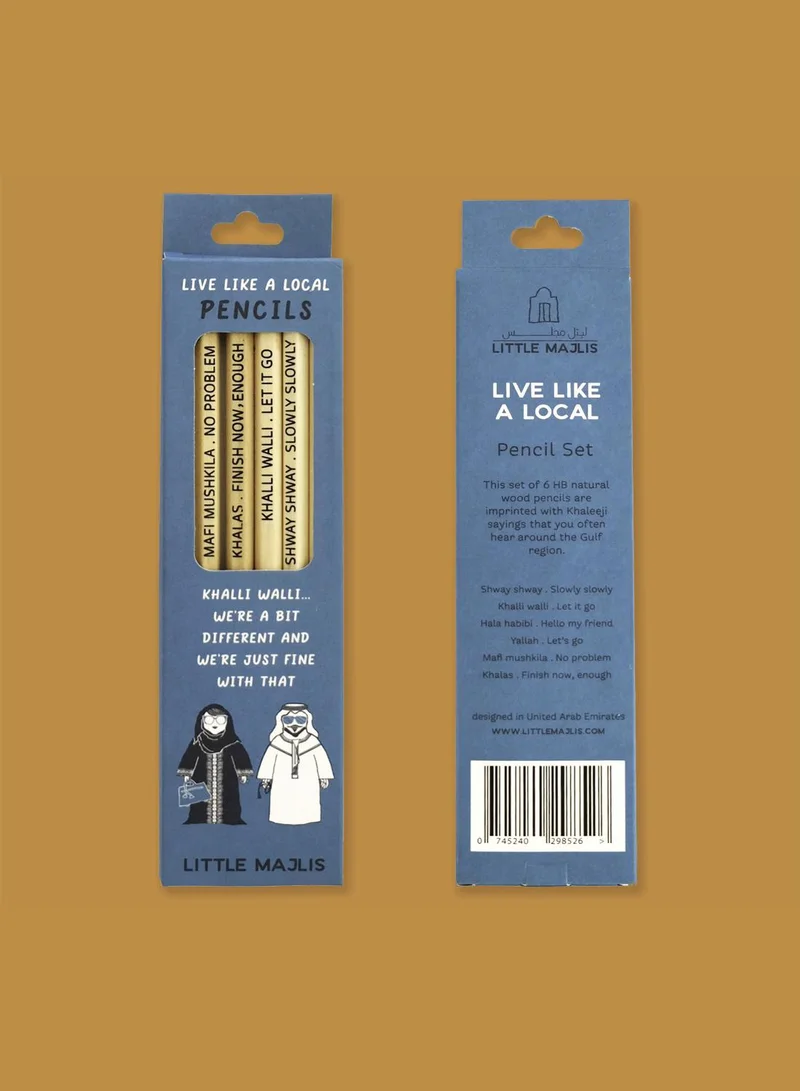 LIVE LIKE A LOCAL
PENCILS
MAFI MUSHKILA . NO PROBLEM
KHALAS . FINISH NOW, ENOUGH
KHALLI WALLI . LET IT GO
SHWAY SHWAY . SLOWLY SLOWLY
KHALLI WALLI...
WE'RE A BIT
DIFFERENT AND
WE'RE JUST FINE
WITH THAT
LITTLE MAJLIS
ليتل مجلس
LITTLE MAJLIS
LIVE LIKE
A LOCAL
Pencil Set
This set of 6 HB natural
wood pencils are
imprinted with Khaleeji
sayings that you often
hear around the Gulf
region.
Shway shway . Slowly slowly
Khalli walli . Let it go
Hala habibi . Hello my friend
Yallah . Let's go
Mafi mushkila . No problem
Khalas . Finish now, enough
designed in United Arab Emirates
WWW.LITTLEMAJLIS.COM
0 745240 298526 >